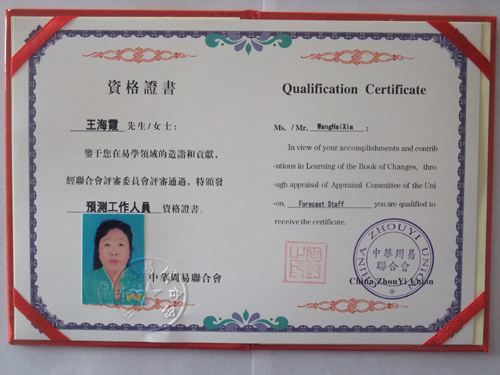 資格證書
王海霞 先生/女士:
鉴于您在易學領域的造詣和貢獻,
經聯合會評審委員會評審通過,特頒發
預測工作人員 資格證書。
中華周易聯合會
Qualification Certificate
Ms. /Mr. WangHaiXia :
In view of your accomplishments and contrib
-utions in Learning of the Book of Changes, thro
-ugh appraisal of Appraisal Committee of the Uni
-on, Forecast Staff , you are qualified to
receive the certificate.
China ZhouYi Union
CHINA ZHOUYI UNION
中華周易
聯合會